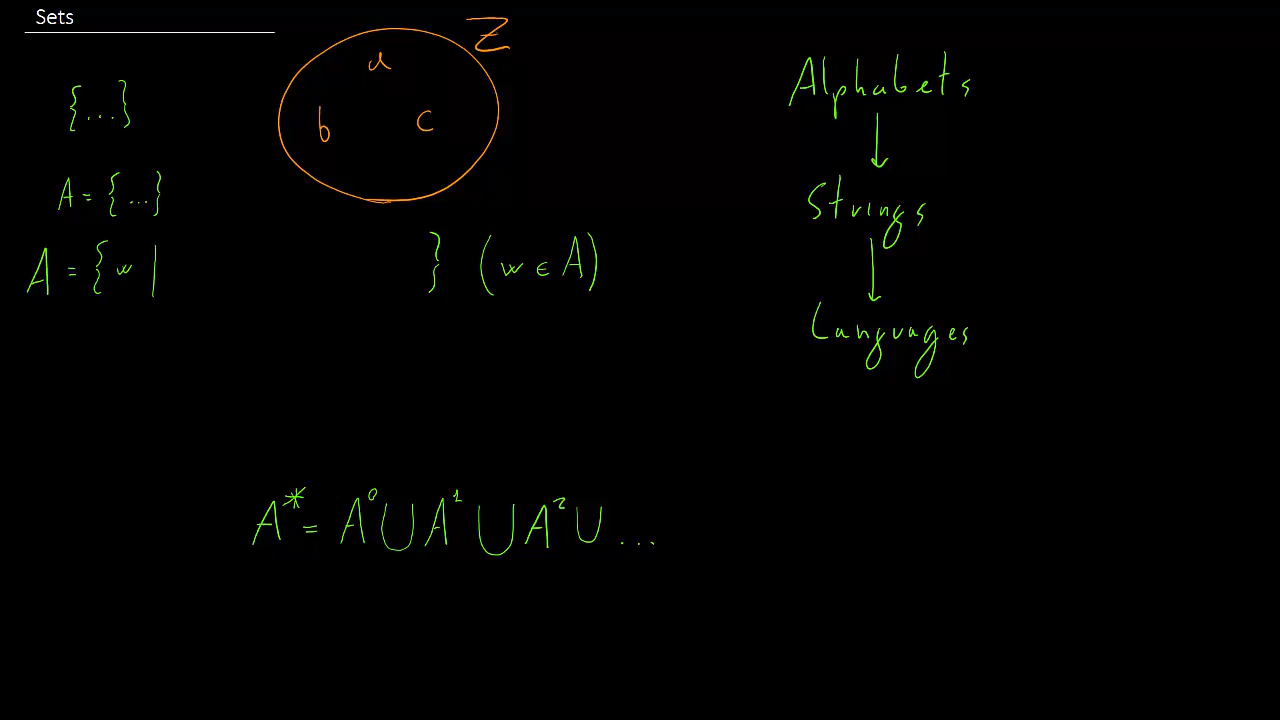 Sets
Z
a
b c
{...}
A = {...}
A = {w | } (w ∈ A)
Alphabets
↓
Strings
↓
Languages
A* = A⁰ ∪ A¹ ∪ A² ∪ ...